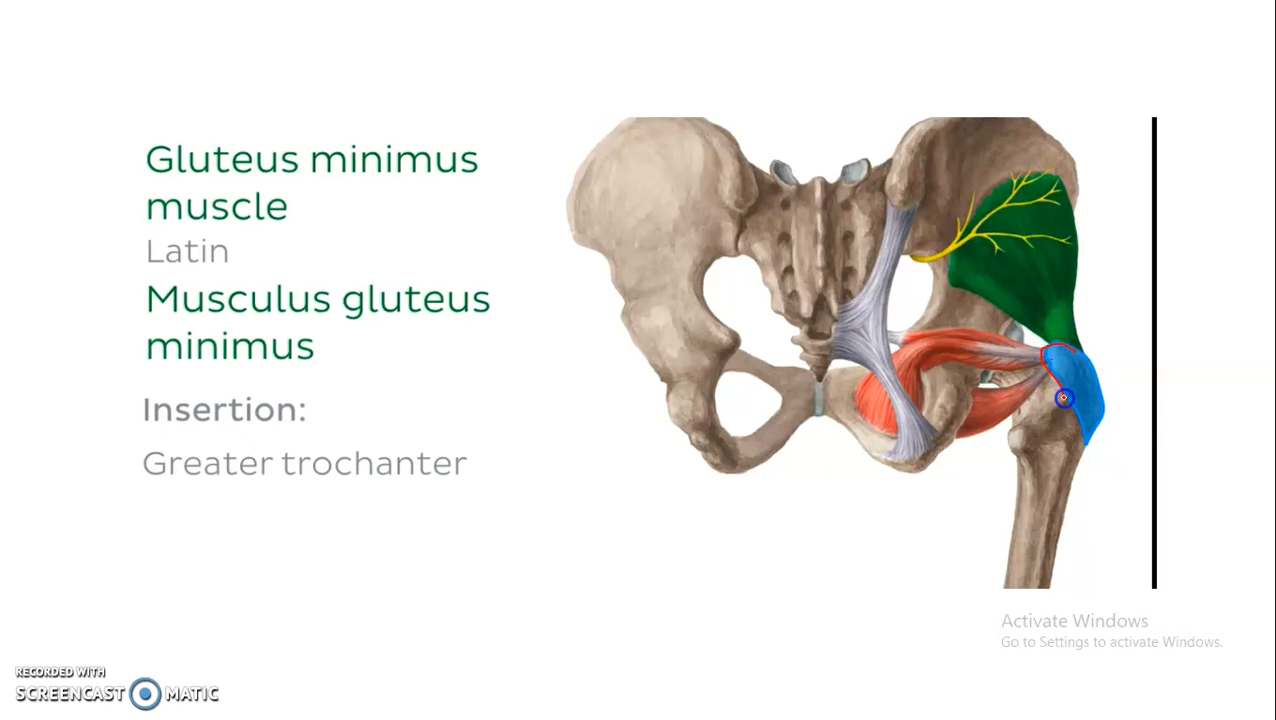 Gluteus minimus
muscle
Latin
Musculus gluteus
minimus
Insertion:
Greater trochanter
Activate Windows
Go to Settings to activate Windows.
RECORDED WITH
SCREENCAST MATIC